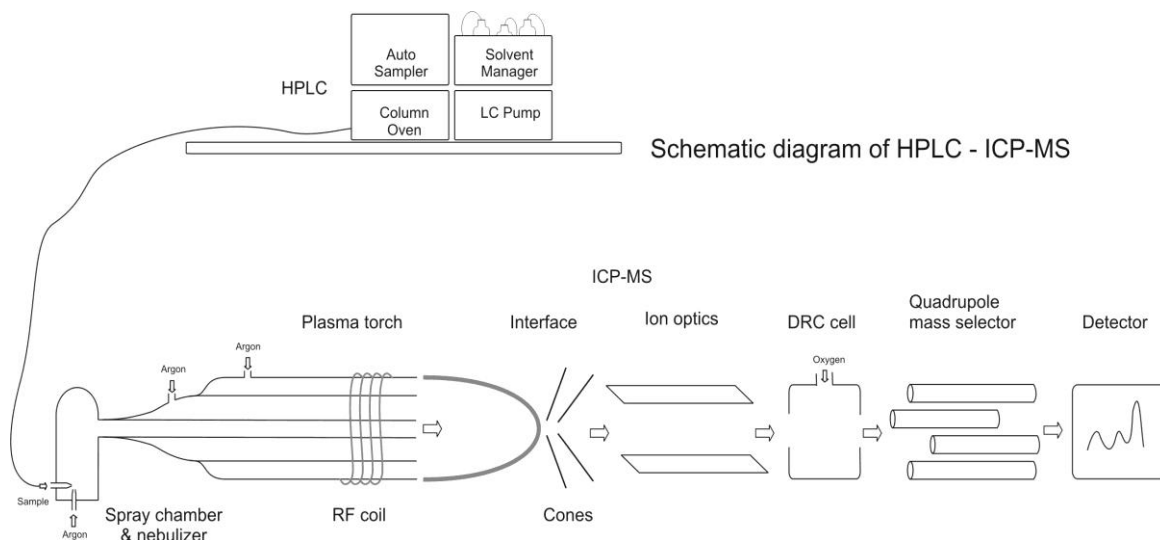 Auto
Sampler
Solvent
Manager
HPLC
Column
Oven
LC Pump
Schematic diagram of HPLC - ICP-MS
ICP-MS
Plasma torch
Interface
Ion optics
DRC cell
Quadrupole
mass selector
Detector
Argon
Argon
Oxygen
Sample
Argon
Spray chamber
& nebulizer
RF coil
Cones